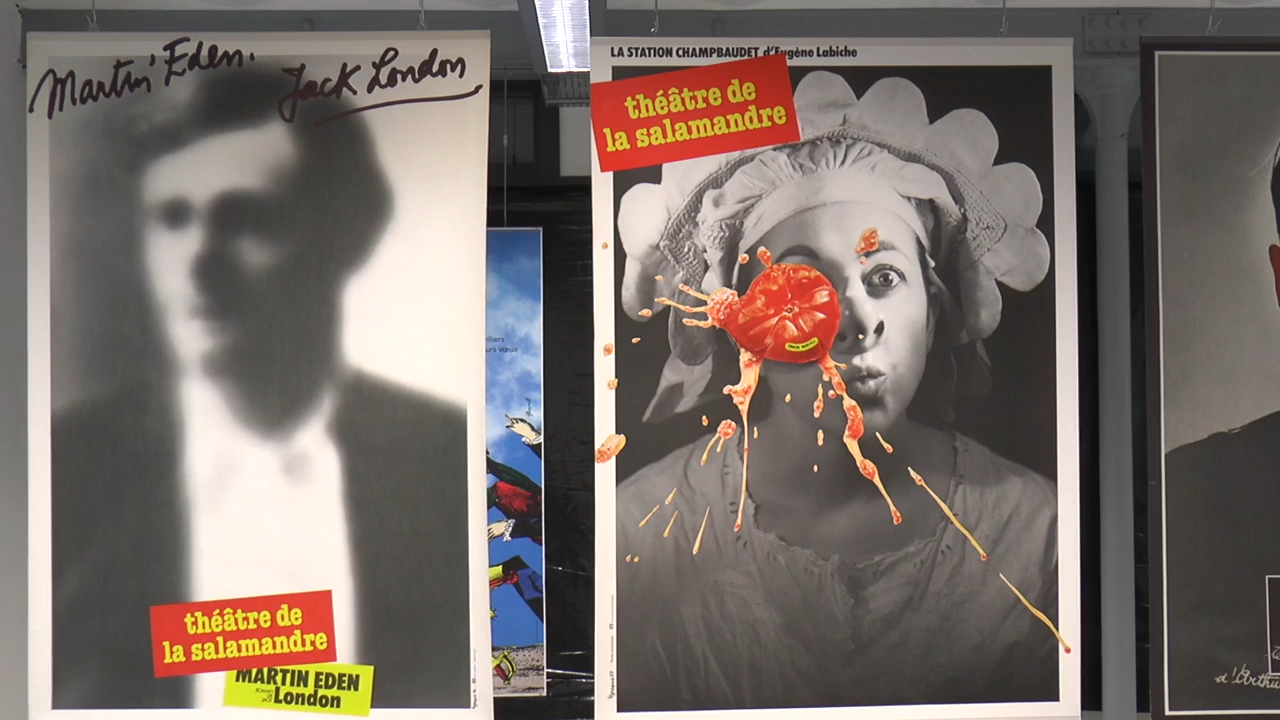 Martin Eden.
Jack London
théâtre de
la salamandre
MARTIN EDEN
London
LA STATION CHAMPBAUDET d'Eugène Labiche
théâtre de
la salamandre
d'Arthu